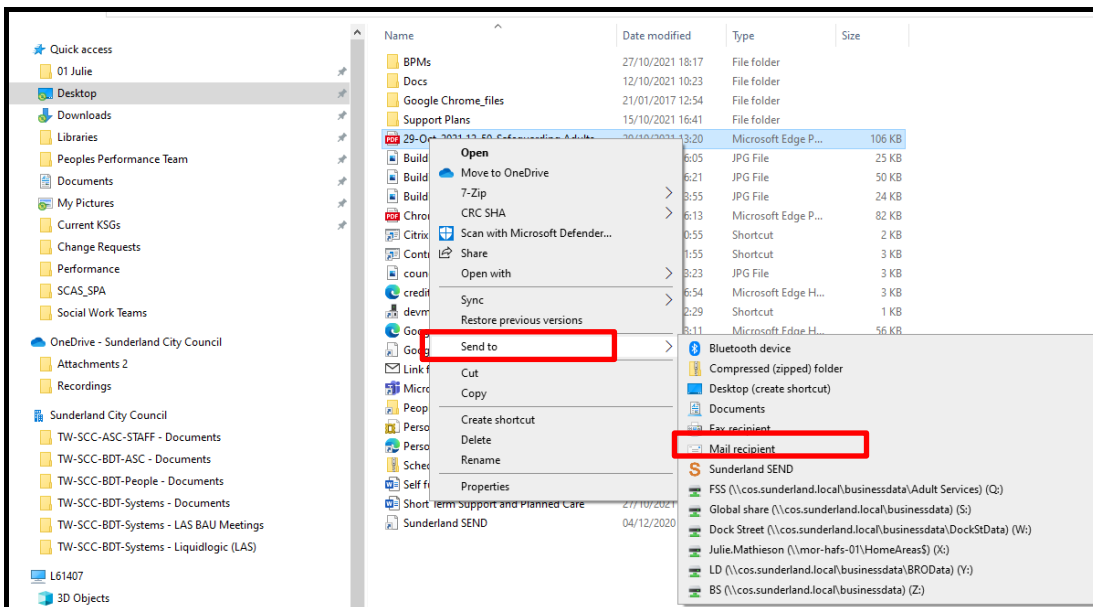 Name Date modified Type Size
Quick access
01 Julie
Desktop
Downloads
Libraries
Peoples Performance Team
Documents
My Pictures
Current KSGs
Change Requests
Performance
SCAS_SPA
Social Work Teams
OneDrive - Sunderland City Council
Attachments 2
Recordings
Sunderland City Council
TW-SCC-ASC-STAFF - Documents
TW-SCC-BDT-ASC - Documents
TW-SCC-BDT-People - Documents
TW-SCC-BDT-Systems - Documents
TW-SCC-BDT-Systems - LAS BAU Meetings
TW-SCC-BDT-Systems - Liquidlogic (LAS)
L61407
3D Objects
BPMs 27/10/2021 18:17 File folder
Docs 12/10/2021 10:23 File folder
Google Chrome_files 21/01/2017 12:54 File folder
Support Plans 15/10/2021 16:41 File folder
29-Oct-2021 13-59 Safeguarding Adults 13:20 Microsoft Edge P... 106 KB
Build 6:05 JPG File 25 KB
Build 6:21 JPG File 50 KB
Build 3:55 JPG File 24 KB
Chror 6:13 Microsoft Edge P... 82 KB
Citrix 0:55 Shortcut 2 KB
Conti 1:55 Shortcut 3 KB
coun 3:23 JPG File 3 KB
credit 6:54 Microsoft Edge H... 3 KB
devm 2:29 Shortcut 1 KB
Goog 3:11 Microsoft Edge H... 56 KB
Goog
Link f
Micro
Peop
Perso
Perso
Sched
Self fu
Short Term Support and Planned Care 27/10/2021
Sunderland SEND 04/12/2020
Open
Move to OneDrive
7-Zip
CRC SHA
Scan with Microsoft Defender...
Share
Open with
Sync
Restore previous versions
Send to
Cut
Copy
Create shortcut
Delete
Rename
Properties
Bluetooth device
Compressed (zipped) folder
Desktop (create shortcut)
Documents
Fax recipient
Mail recipient
Sunderland SEND
FSS (\\cos.sunderland.local\businessdata\Adult Services) (Q:)
Global share (\\cos.sunderland.local\businessdata) (S:)
Dock Street (\\cos.sunderland.local\businessdata\DockStData) (W:)
Julie.Mathieson (\\mor-hafs-01\HomeAreas$) (X:)
LD (\\cos.sunderland.local\businessdata\BROData) (Y:)
BS (\\cos.sunderland.local\businessdata) (Z:)